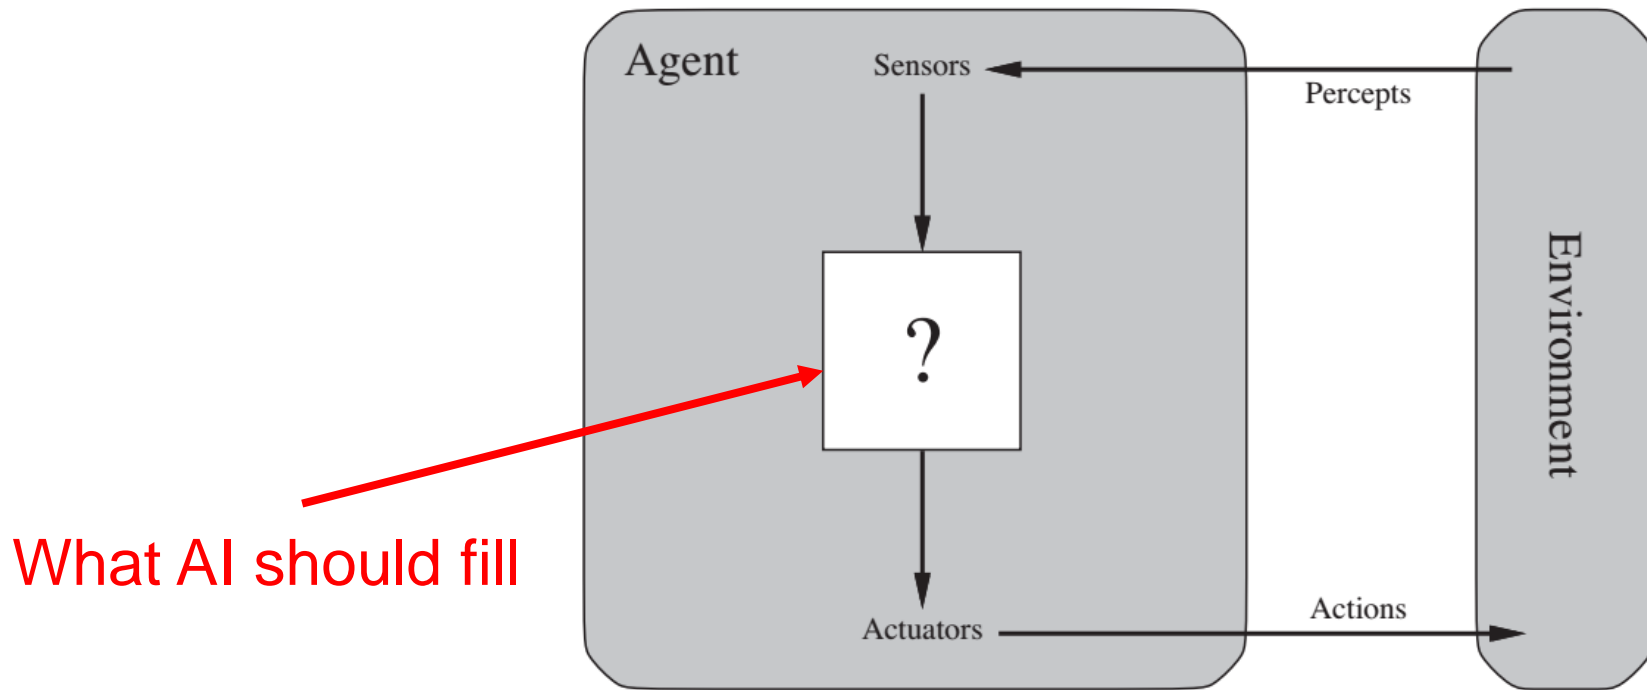 Agent
Sensors
Percepts
?
Environment
What AI should fill
Actuators
Actions